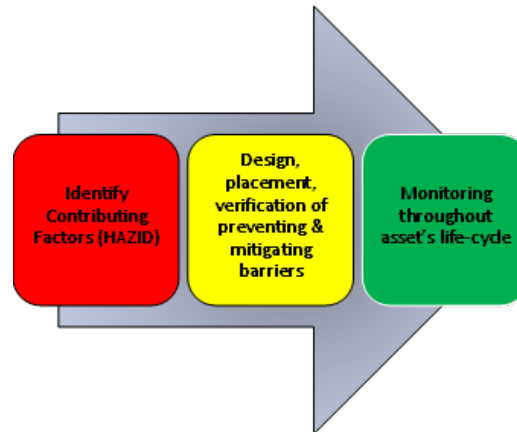 Identify
Contributing
Factors (HAZID)
Design,
placement,
verification of
preventing &
mitigating
barriers
Monitoring
throughout
asset's life-cycle